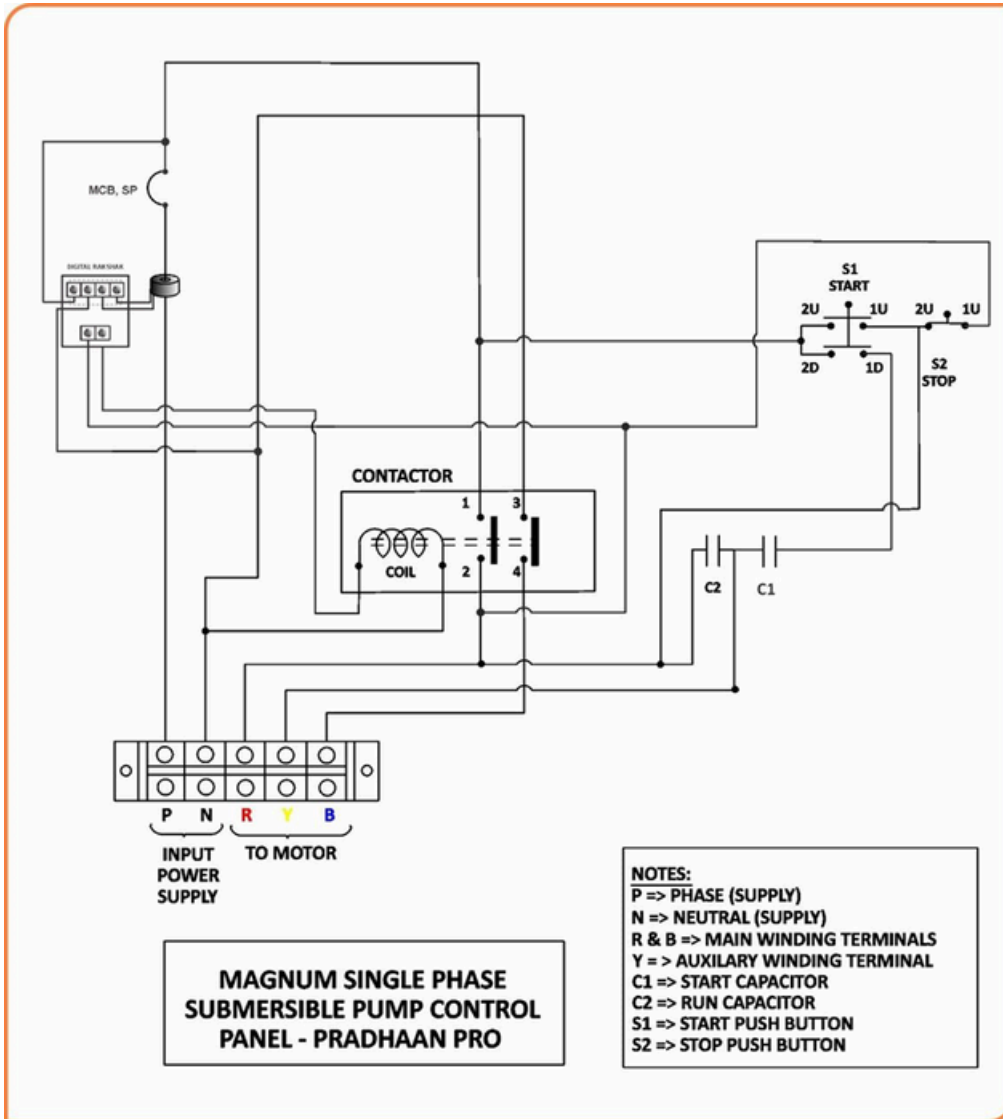 MCB, SP
DIGITAL RAKSHAK
S1
START
2U
1U
2U
1U
2D
1D
S2
STOP
CONTACTOR
1
3
COIL
2
4
C2
C1
P
N
R
Y
B
INPUT
POWER
SUPPLY
TO MOTOR
NOTES:
P => PHASE (SUPPLY)
N => NEUTRAL (SUPPLY)
R & B => MAIN WINDING TERMINALS
Y = > AUXILARY WINDING TERMINAL
C1 => START CAPACITOR
C2 => RUN CAPACITOR
S1 => START PUSH BUTTON
S2 => STOP PUSH BUTTON
MAGNUM SINGLE PHASE
SUBMERSIBLE PUMP CONTROL
PANEL - PRADHAAN PRO